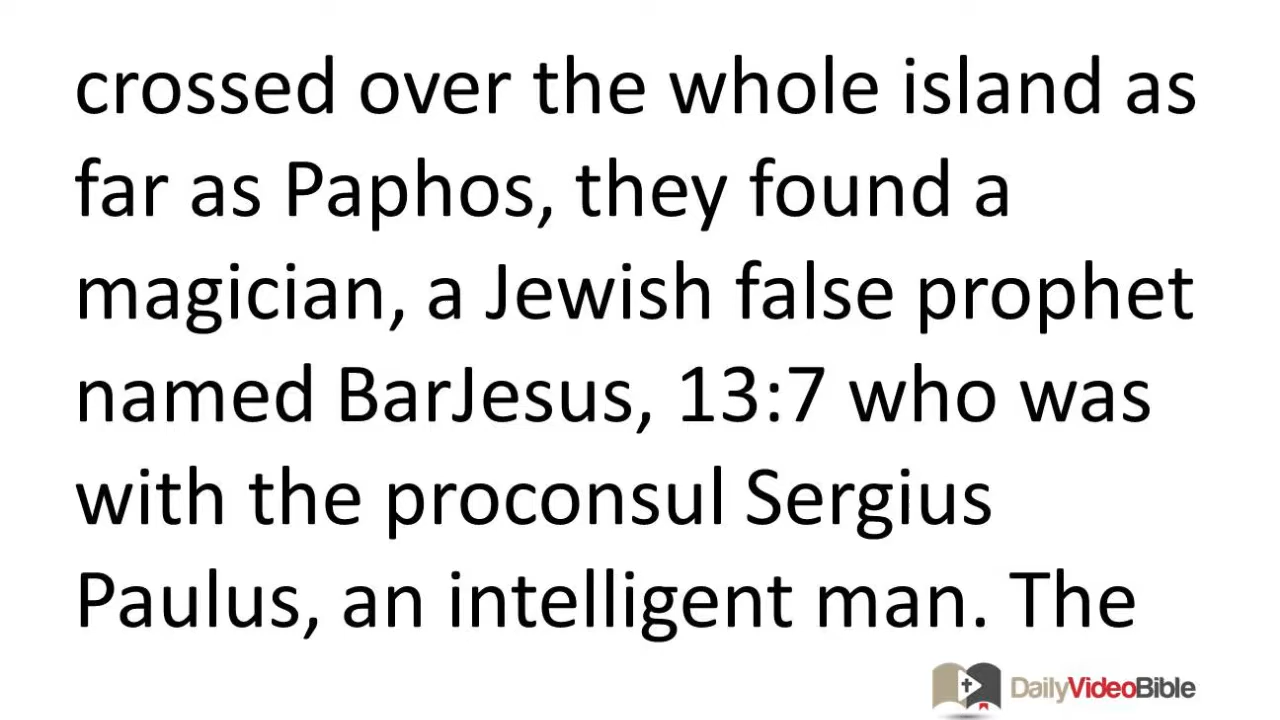 crossed over the whole island as
far as Paphos, they found a
magician, a Jewish false prophet
named BarJesus, 13:7 who was
with the proconsul Sergius
Paulus, an intelligent man. The
DailyVideoBible